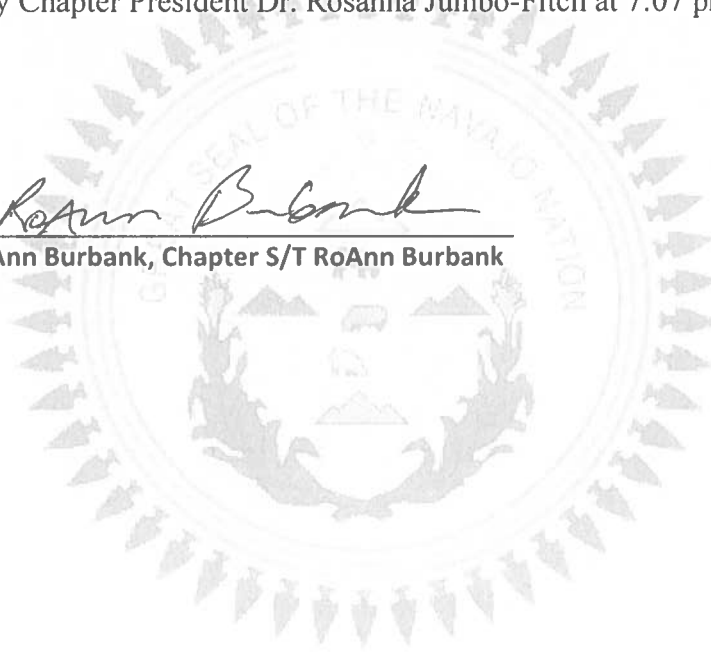 y Chapter President Dr. Rosanna Jumbo-Fitch at 7:07 p
RoAnn Burbank
Ann Burbank, Chapter S/T RoAnn Burbank
GREAT SEAL OF THE NAVAJO NATION